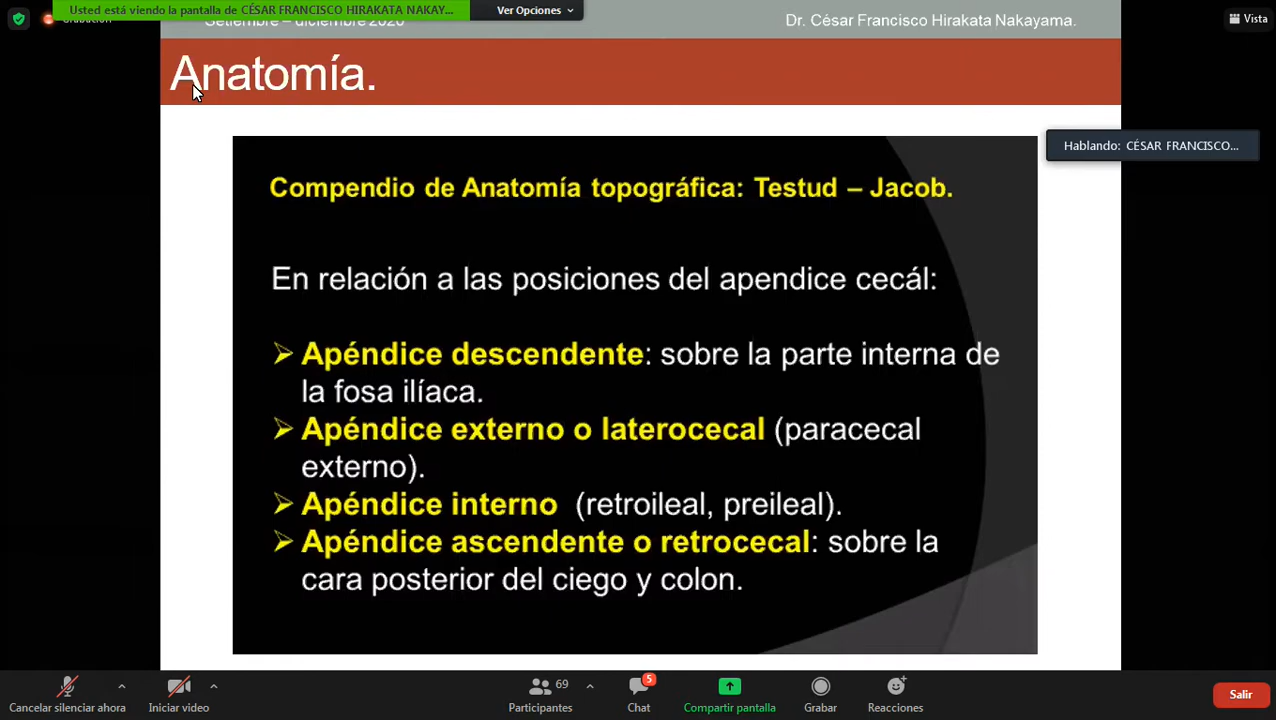 Usted está viendo la pantalla de CÉSAR FRANCISCO HIRAKATA NAKAY...
Ver Opciones
Grabación
Setiembre – diciembre 2020
Dr. César Francisco Hirakata Nakayama.
Vista
Anatomía.
Hablando: CÉSAR FRANCISCO...
Compendio de Anatomía topográfica: Testud – Jacob.
En relación a las posiciones del apendice cecál:
Apéndice descendente: sobre la parte interna de
la fosa ilíaca.
Apéndice externo o laterocecal (paracecal
externo).
Apéndice interno (retroileal, preileal).
Apéndice ascendente o retrocecal: sobre la
cara posterior del ciego y colon.
Cancelar silenciar ahora
Iniciar video
69
Participantes
5
Chat
Compartir pantalla
Grabar
Reacciones
Salir